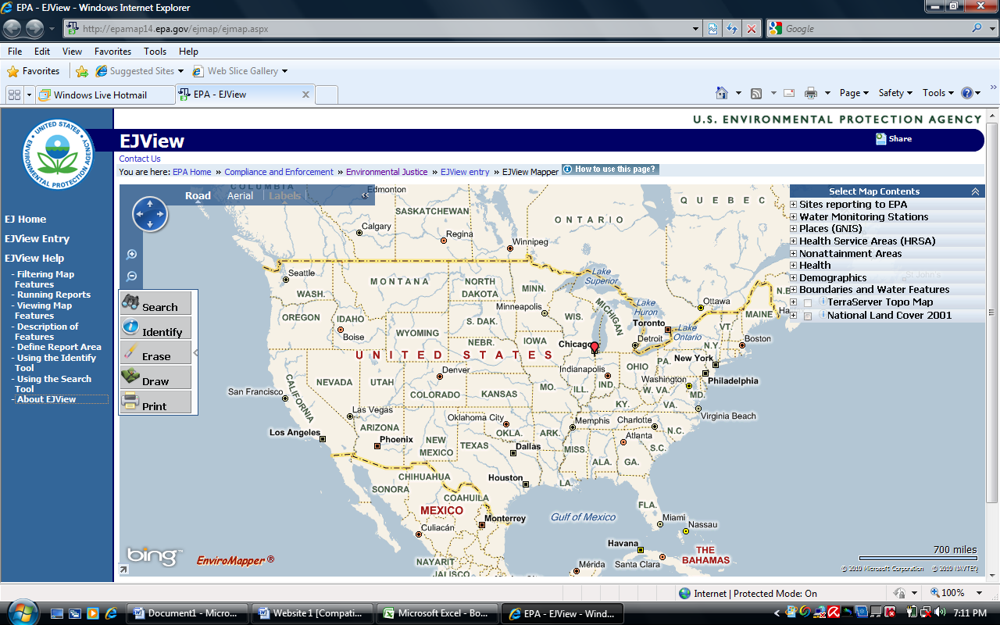 EPA - EJView - Windows Internet Explorer
http://epamap14.epa.gov/ejmap/ejmap.aspx
Google
File Edit View Favorites Tools Help
Favorites Suggested Sites Web Slice Gallery
Windows Live Hotmail EPA - EJView
Page Safety Tools
U.S. ENVIRONMENTAL PROTECTION AGENCY
UNITED STATES
ENVIRONMENTAL PROTECTION AGENCY
EJView
Share
Contact Us
You are here: EPA Home » Compliance and Enforcement » Environmental Justice » EJView entry » EJView Mapper How to use this page?
EJ Home
EJView Entry
EJView Help
- Filtering Map
Features
- Running Reports
- Viewing Map
Features
- Description of
Features
- Define Report Area
- Using the Identify
Tool
- Using the Search
Tool
- About EJView
Road Aerial Labels «
Search
Identify
Erase
Draw
Print
Select Map Contents
Sites reporting to EPA
Water Monitoring Stations
Places (GNIS)
Health Service Areas (HRSA)
Nonattainment Areas
Health
Demographics
Boundaries and Water Features
TerraServer Topo Map
National Land Cover 2001
COLUMBIA
Edmonton
SASKATCHEWAN
Calgary
Regina
Winnipeg
ONTARIO
QUEBEC
St John's
Seattle
WASH.
MONTANA
NORTH
DAKOTA
MINN.
Lake
Superior
Ottawa
N.B.
Ha
MAINE
OREGON
IDAHO
Boise
WYOMING
S. DAK.
Minneapolis
WIS.
MICHIGAN
Lake
Huron
Toronto
Lake
Ontario
VT.
NEBR.
IOWA
Chicago
Detroit
N.Y.
Boston
UNITED STATES
NEVADA
UTAH
Denver
Indianapolis
OHIO
PA.
New York
Philadelphia
San Francisco
CALIFORNIA
COLORADO
KANSAS
MO.
ILL.
IND.
Washington
W. VA.
MD.
Las Vegas
Oklahoma City
KY.
VA.
Virginia Beach
Los Angeles
ARIZONA
Phoenix
NEW
MEXICO
OKLA.
ARK.
Memphis
Charlotte
N.C.
TEXAS
Dallas
MISS.
Atlanta
S.C.
ALA.
GA.
CHIHUAHUA
Houston
LA.
SONORA
COAHUILA
FLA.
MEXICO
Monterrey
Gulf of Mexico
Miami
Nassau
Culiacán
Havana
THE
BAHAMAS
NAYARIT
JALISCO
Mérida
Santa Clara
700 miles
bing™
EnviroMapper ®
© 2010 Microsoft Corporation © 2010 NAVTEQ
Internet | Protected Mode: On
100%
Document1 - Micro...
Website 1 [Compati...
Microsoft Excel - Bo...
EPA - EJView - Wind...
7:11 PM